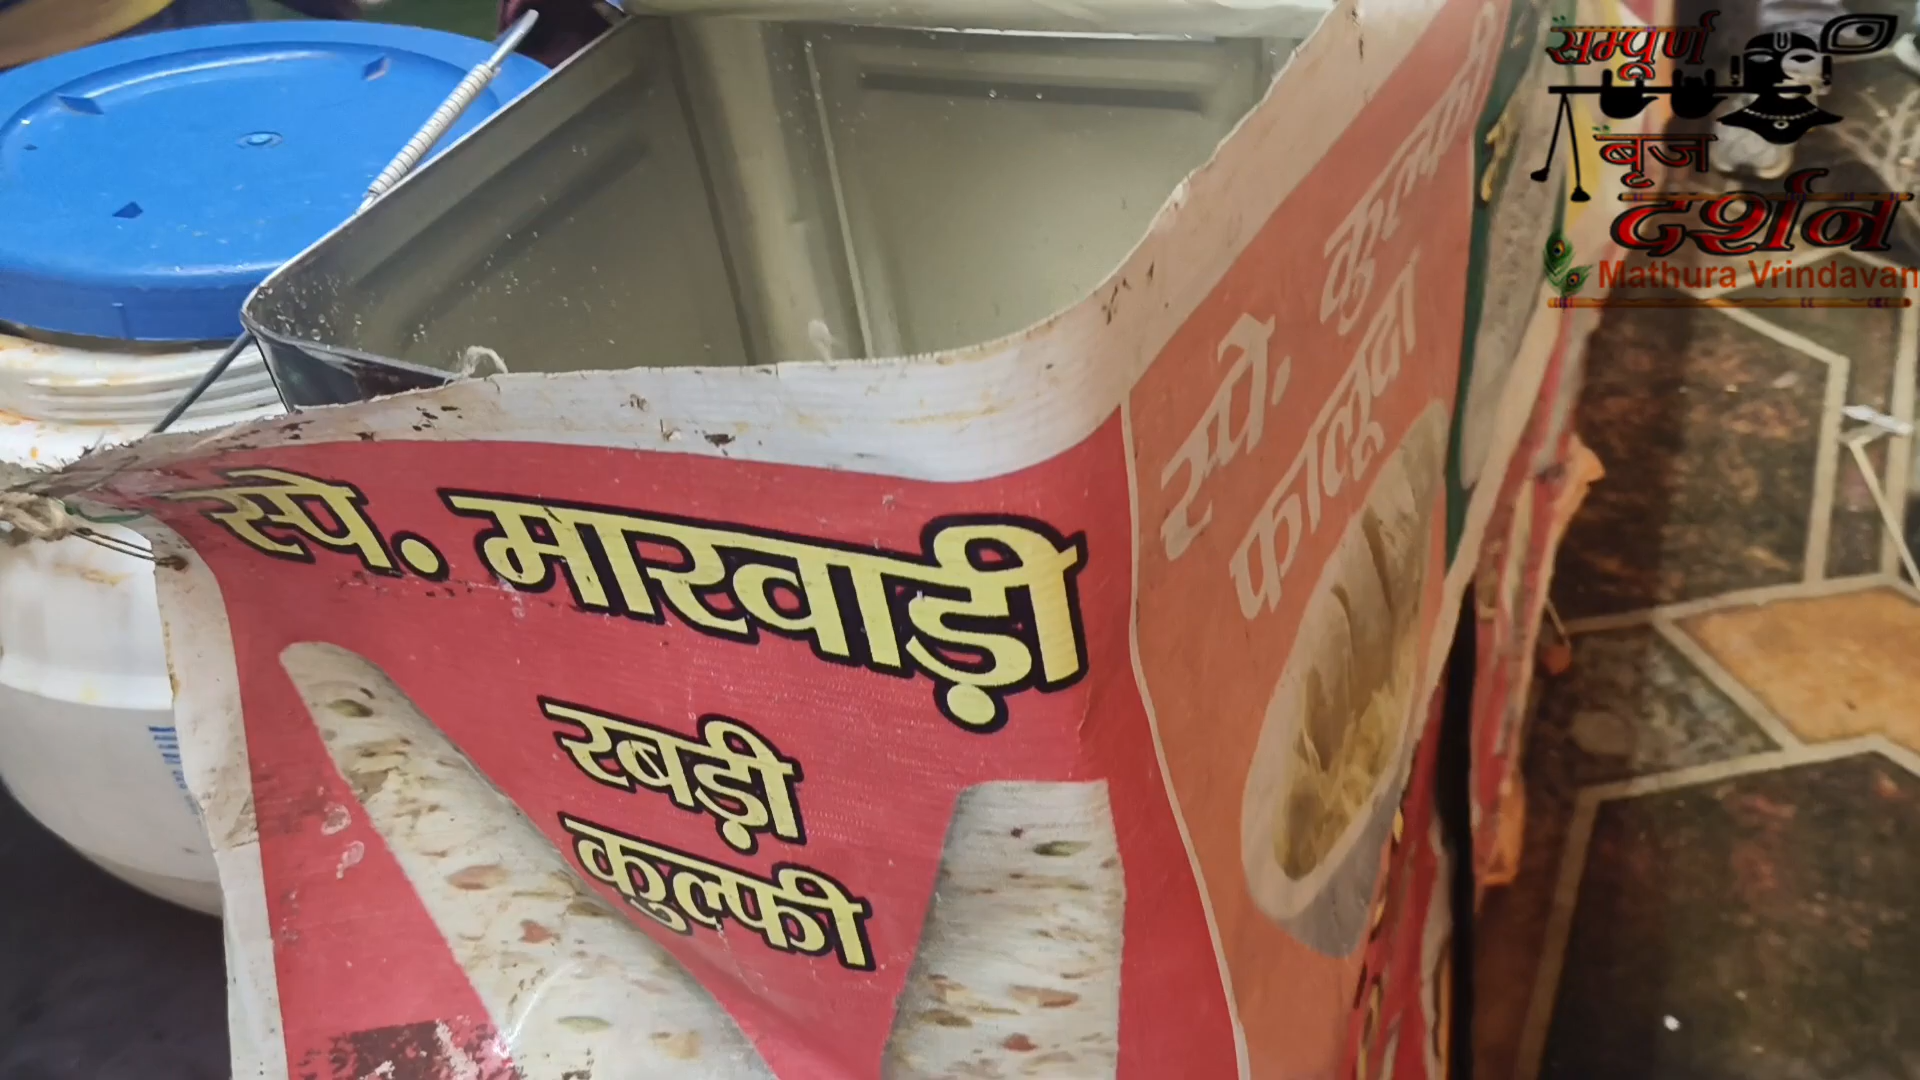 सम्पूर्ण
बृज
दर्शन
Mathura Vrindavan
स्पे. मारवाड़ी
रबड़ी
कुल्फी
स्पे. कुल्फी
फालूदा